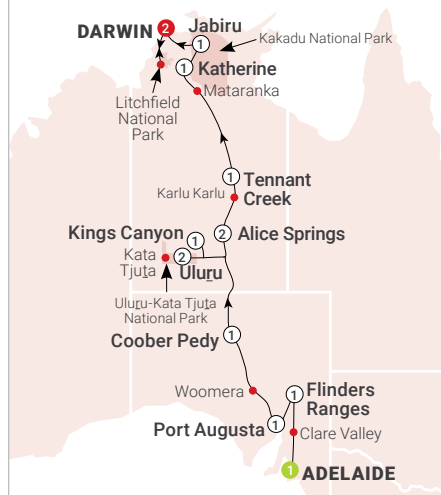 DARWIN
2
Jabiru
1
Kakadu National Park
1
Katherine
Mataranka
Litchfield
National
Park
1
Tennant
Creek
Karlu Karlu
Kings Canyon
1
2
Alice Springs
Kata
Tjuṯa
2
Uluṟu
Uluṟu-Kata Tjuṯa
National Park
1
Coober Pedy
Woomera
1
Flinders
Ranges
Port Augusta
1
Clare Valley
1
ADELAIDE